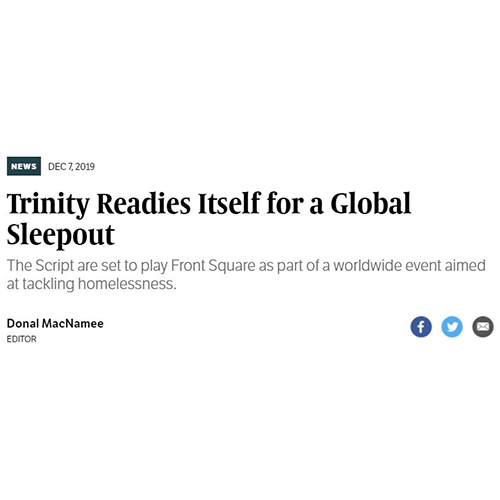 NEWS DEC 7, 2019
Trinity Readies Itself for a Global
Sleepout
The Script are set to play Front Square as part of a worldwide event aimed
at tackling homelessness.
Donal MacNamee
EDITOR